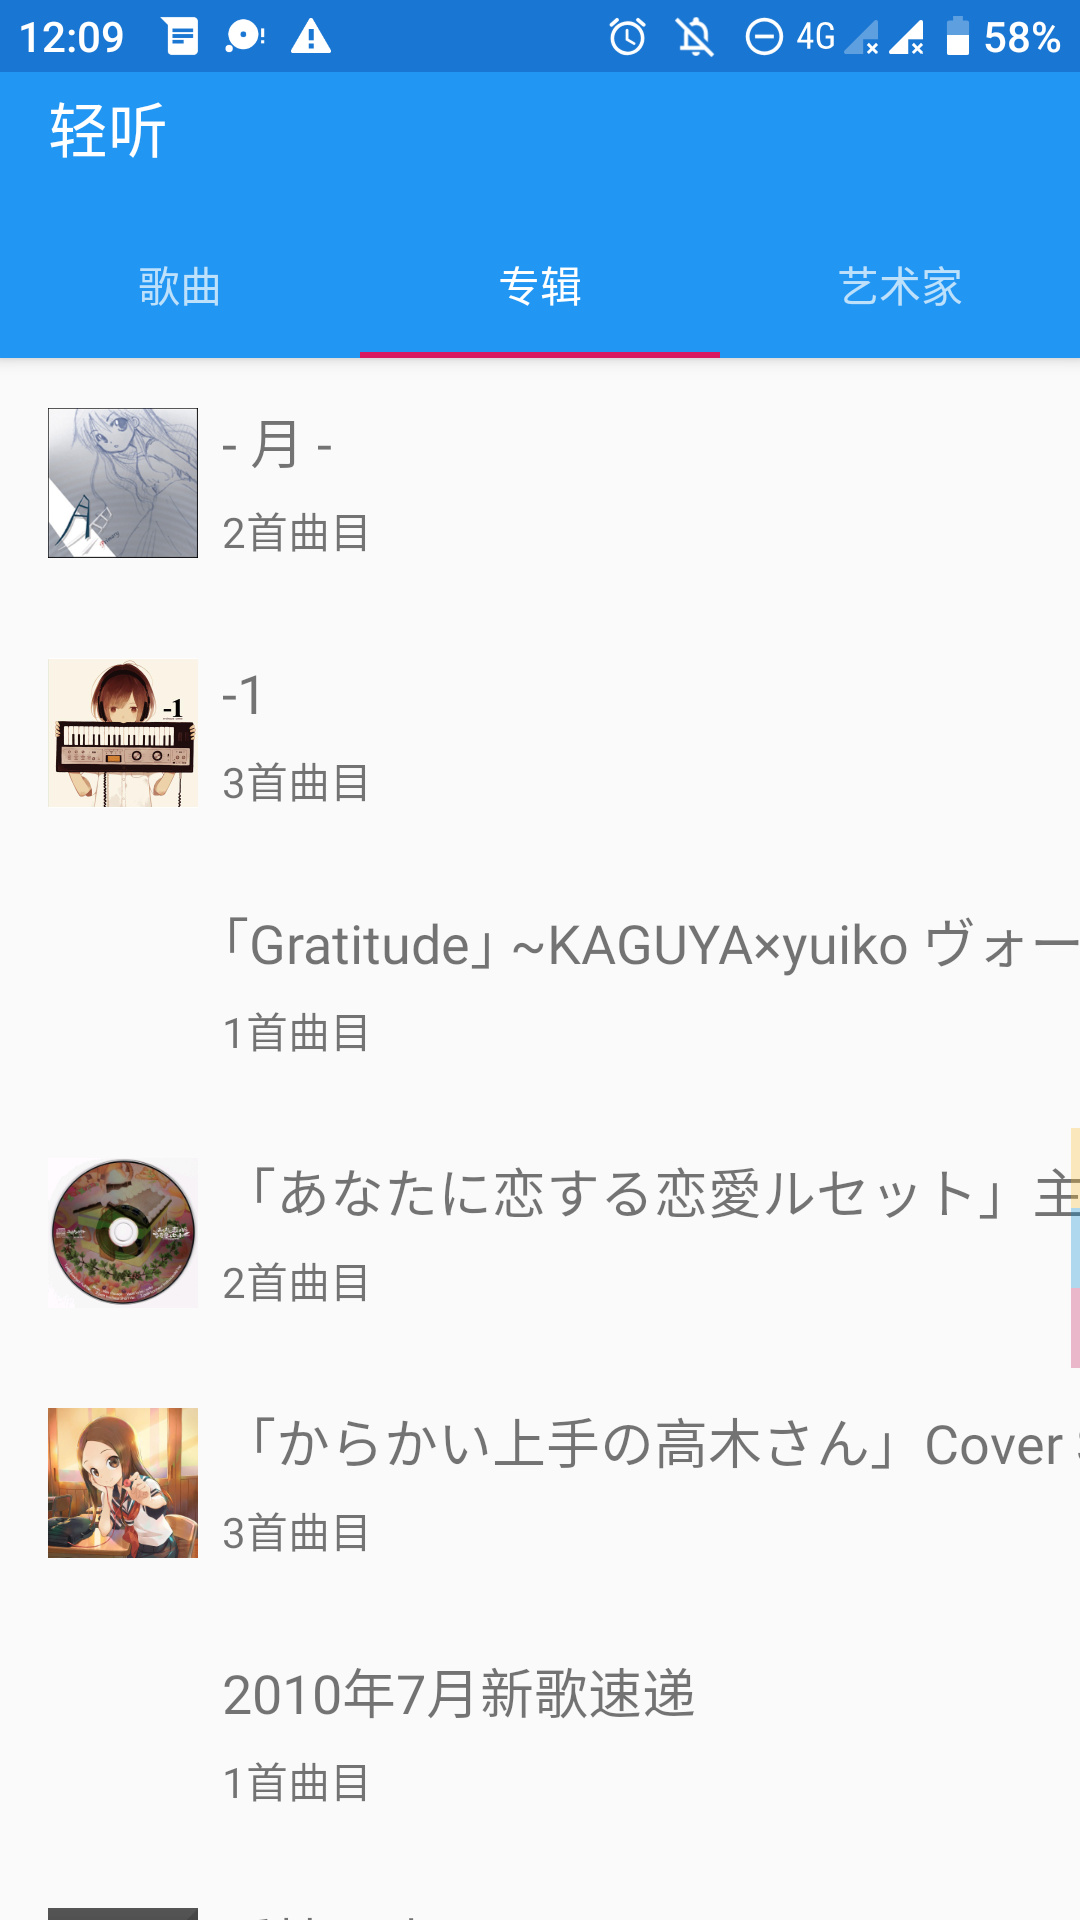 12:09 4G 58%
轻听
歌曲 专辑 艺术家
- 月 -
2首曲目
-1
3首曲目
「Gratitude」~KAGUYA×yuiko ヴォー
1首曲目
「あなたに恋する恋愛ルセット」主
2首曲目
「からかい上手の高木さん」Cover
3首曲目
2010年7月新歌速递
1首曲目